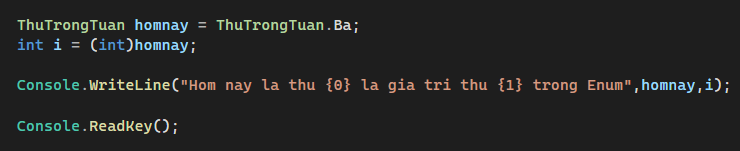 ThuTrongTuan homnay = ThuTrongTuan.Ba;
int i = (int)homnay;
Console.WriteLine("Hom nay la thu {0} la gia tri thu {1} trong Enum",homnay,i);
Console.ReadKey();